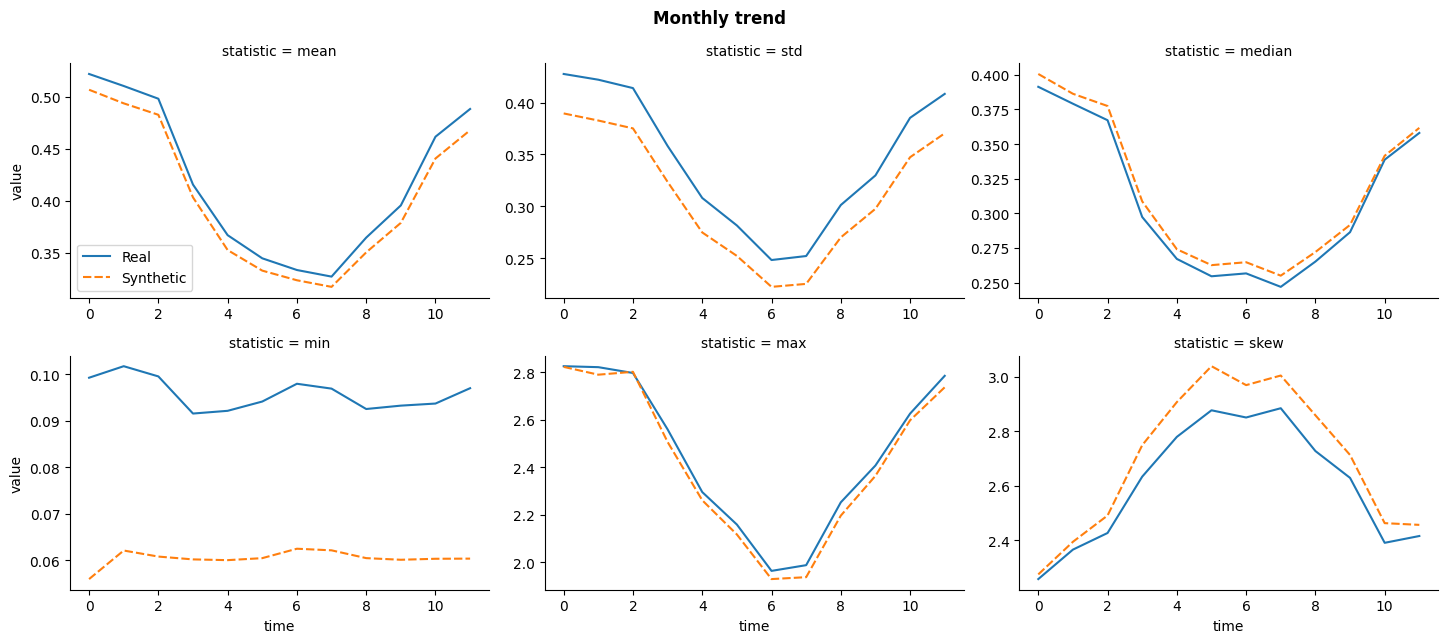 Monthly trend
statistic = mean
statistic = std
statistic = median
value
0.50
0.45
0.40
0.35
Real
Synthetic
0 2 4 6 8 10
0.40
0.35
0.30
0.25
0 2 4 6 8 10
0.400
0.375
0.350
0.325
0.300
0.275
0.250
0 2 4 6 8 10
statistic = min
statistic = max
statistic = skew
value
0.10
0.09
0.08
0.07
0.06
0 2 4 6 8 10
time
2.8
2.6
2.4
2.2
2.0
0 2 4 6 8 10
time
3.0
2.8
2.6
2.4
0 2 4 6 8 10
time